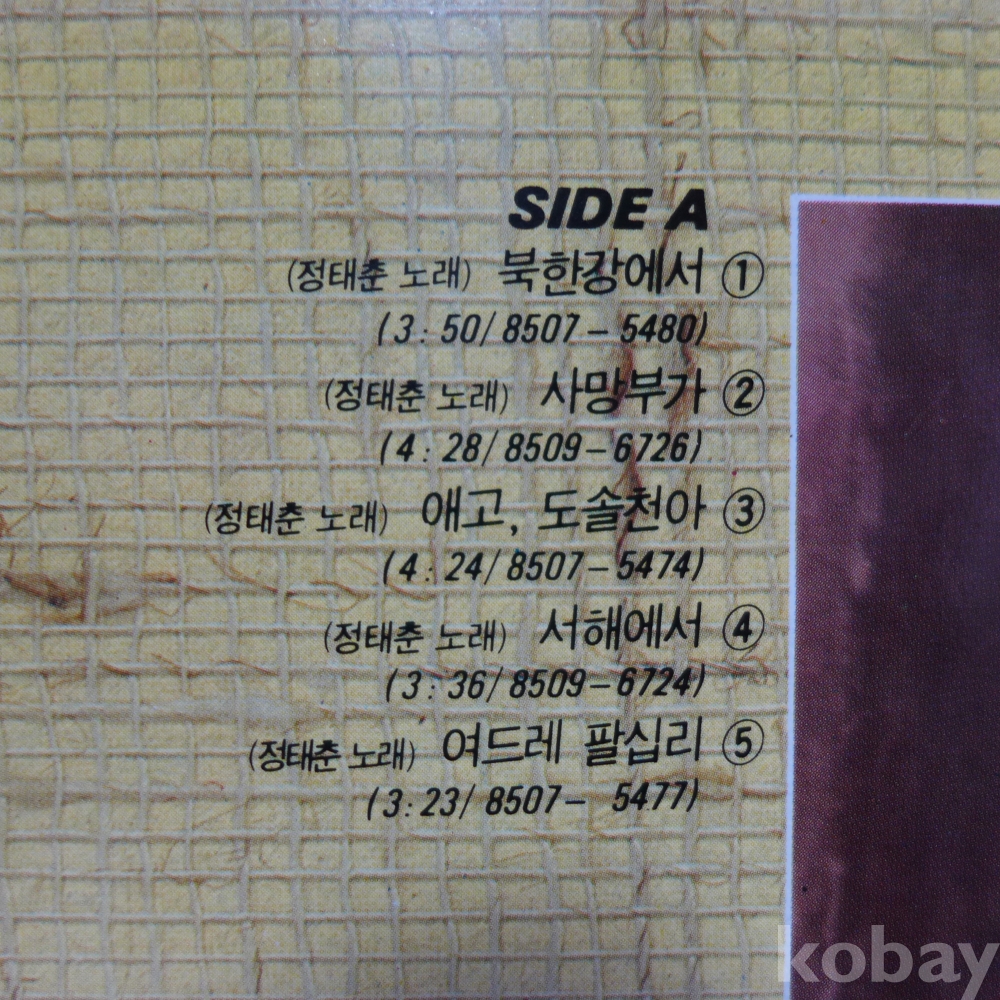 SIDE A
(정태춘 노래) 북한강에서 ①
(3:50/8507-5480)
(정태춘 노래) 사망부가 ②
(4:28/8509-6726)
(정태춘 노래) 애고, 도솔천아 ③
(4:24/8507-5474)
(정태춘 노래) 서해에서 ④
(3:36/8509-6724)
(정태춘 노래) 여드레 팔십리 ⑤
(3:23/8507- 5477)
kobay